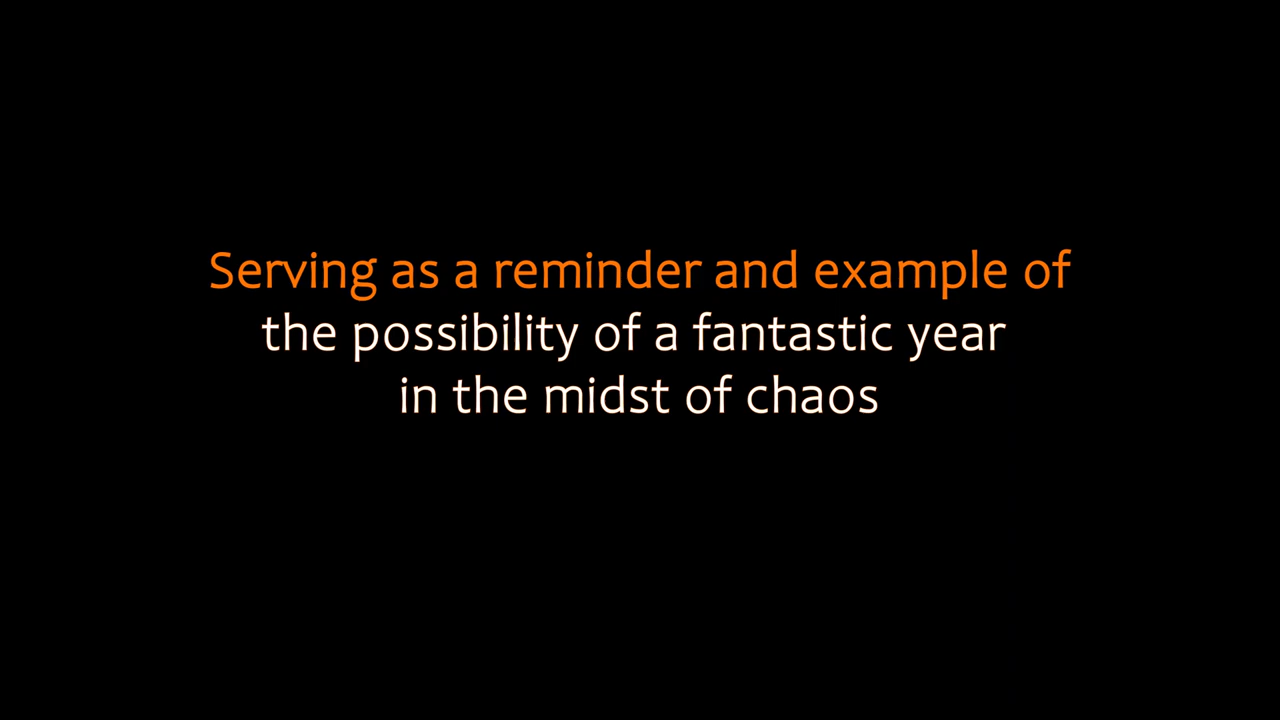 Serving as a reminder and example of
the possibility of a fantastic year
in the midst of chaos